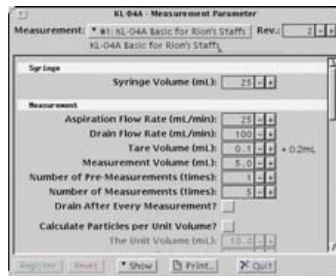 KL-04A - Measurement Parameter
Measurement: * #1: KL-04A Basic for Rion's Staffs Rev.: 2 - +
KL-04A Basic for Rion's Staffs
Syringe
Syringe Volume (mL): 25 - +
Measurement
Aspiration Flow Rate (mL/min): 25 - +
Drain Flow Rate (mL/min): 100 - +
Tare Volume (mL): 0.1 - + + 0.2mL
Measurement Volume (mL): 5.0 - +
Number of Pre-Measurements (times): 1 - +
Number of Measurements (times): 5 - +
Drain After Every Measurement?
Calculate Particles per Unit Volume?
The Unit Volume (mL): 10.0 - +
Register Reset * Show Print.. Quit